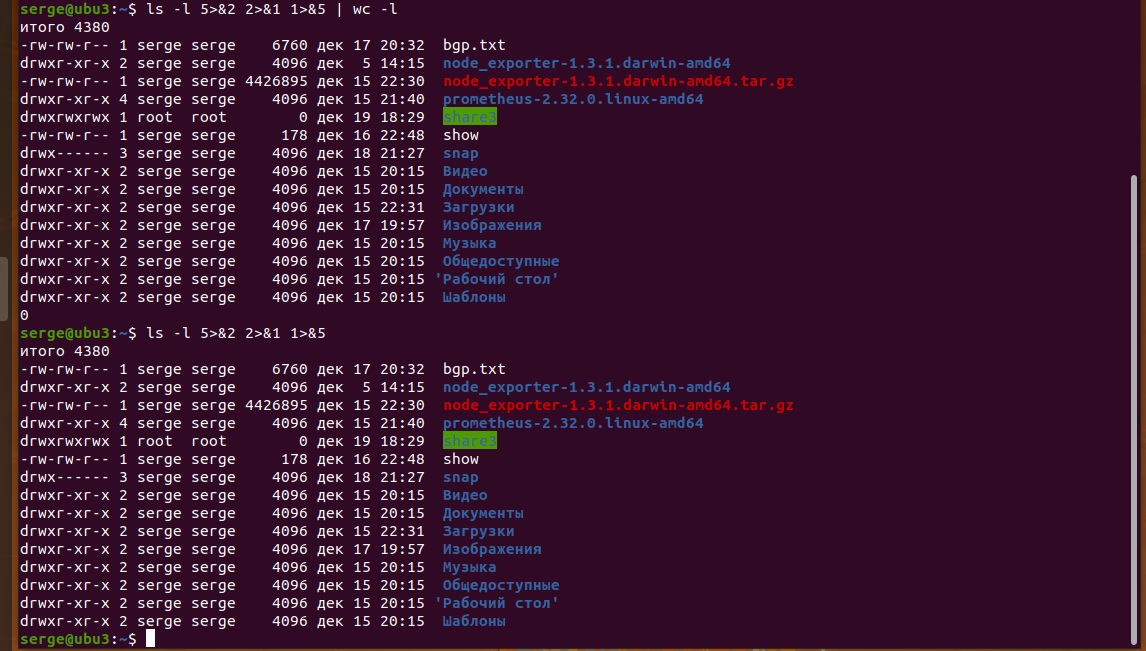 serge@ubu3:~$ ls -l 5>&2 2>&1 1>&5 | wc -l
итого 4380
-rw-rw-r-- 1 serge serge    6760 дек 17 20:32  bgp.txt
drwxr-xr-x 2 serge serge    4096 дек  5 14:15  node_exporter-1.3.1.darwin-amd64
-rw-rw-r-- 1 serge serge 4426895 дек 15 22:30  node_exporter-1.3.1.darwin-amd64.tar.gz
drwxr-xr-x 4 serge serge    4096 дек 15 21:40  prometheus-2.32.0.linux-amd64
drwxrwxrwx 1 root  root        0 дек 19 18:29  share3
-rw-rw-r-- 1 serge serge     178 дек 16 22:48  show
drwx------ 3 serge serge    4096 дек 18 21:27  snap
drwxr-xr-x 2 serge serge    4096 дек 15 20:15  Видео
drwxr-xr-x 2 serge serge    4096 дек 15 20:15  Документы
drwxr-xr-x 2 serge serge    4096 дек 15 22:31  Загрузки
drwxr-xr-x 2 serge serge    4096 дек 17 19:57  Изображения
drwxr-xr-x 2 serge serge    4096 дек 15 20:15  Музыка
drwxr-xr-x 2 serge serge    4096 дек 15 20:15  Общедоступные
drwxr-xr-x 2 serge serge    4096 дек 15 20:15 'Рабочий стол'
drwxr-xr-x 2 serge serge    4096 дек 15 20:15  Шаблоны
0
serge@ubu3:~$ ls -l 5>&2 2>&1 1>&5
итого 4380
-rw-rw-r-- 1 serge serge    6760 дек 17 20:32  bgp.txt
drwxr-xr-x 2 serge serge    4096 дек  5 14:15  node_exporter-1.3.1.darwin-amd64
-rw-rw-r-- 1 serge serge 4426895 дек 15 22:30  node_exporter-1.3.1.darwin-amd64.tar.gz
drwxr-xr-x 4 serge serge    4096 дек 15 21:40  prometheus-2.32.0.linux-amd64
drwxrwxrwx 1 root  root        0 дек 19 18:29  share3
-rw-rw-r-- 1 serge serge     178 дек 16 22:48  show
drwx------ 3 serge serge    4096 дек 18 21:27  snap
drwxr-xr-x 2 serge serge    4096 дек 15 20:15  Видео
drwxr-xr-x 2 serge serge    4096 дек 15 20:15  Документы
drwxr-xr-x 2 serge serge    4096 дек 15 22:31  Загрузки
drwxr-xr-x 2 serge serge    4096 дек 17 19:57  Изображения
drwxr-xr-x 2 serge serge    4096 дек 15 20:15  Музыка
drwxr-xr-x 2 serge serge    4096 дек 15 20:15  Общедоступные
drwxr-xr-x 2 serge serge    4096 дек 15 20:15 'Рабочий стол'
drwxr-xr-x 2 serge serge    4096 дек 15 20:15  Шаблоны
serge@ubu3:~$